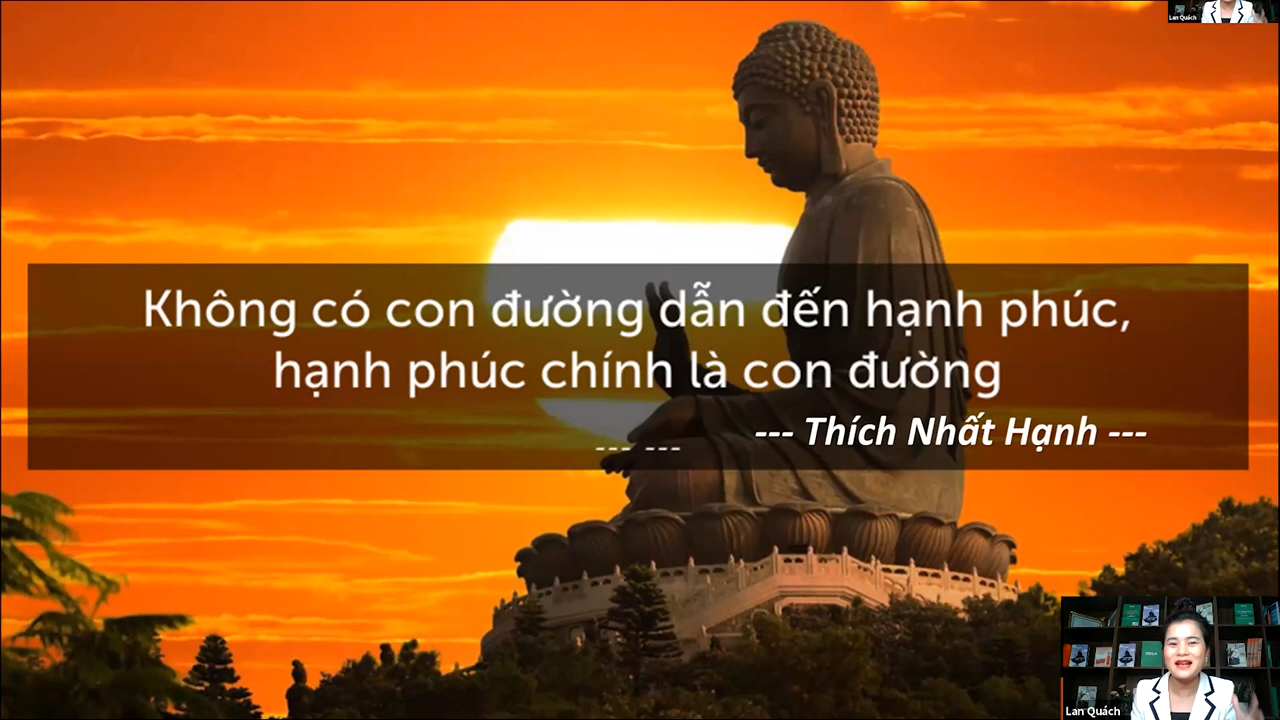 Lan Quách
Không có con đường dẫn đến hạnh phúc,
hạnh phúc chính là con đường
--- Thích Nhất Hạnh ---
--- ---
Lan Quách